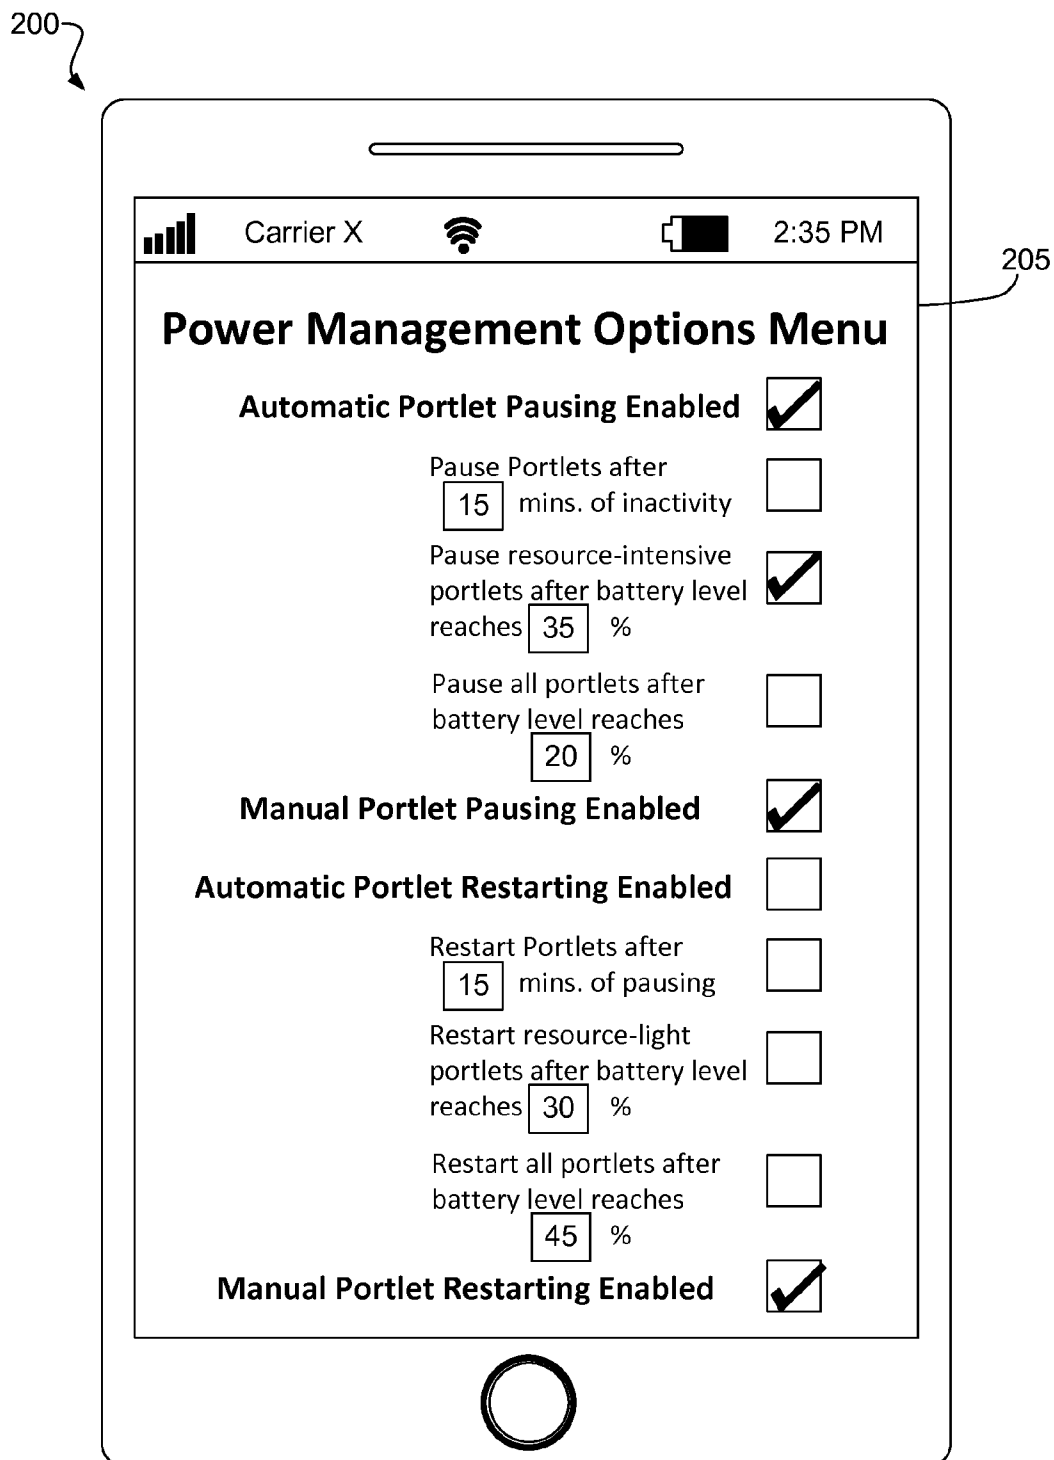 200
Carrier X 2:35 PM
205
Power Management Options Menu
Automatic Portlet Pausing Enabled
Pause Portlets after
15 mins. of inactivity
Pause resource-intensive
portlets after battery level
reaches 35 %
Pause all portlets after
battery level reaches
20 %
Manual Portlet Pausing Enabled
Automatic Portlet Restarting Enabled
Restart Portlets after
15 mins. of pausing
Restart resource-light
portlets after battery level
reaches 30 %
Restart all portlets after
battery level reaches
45 %
Manual Portlet Restarting Enabled